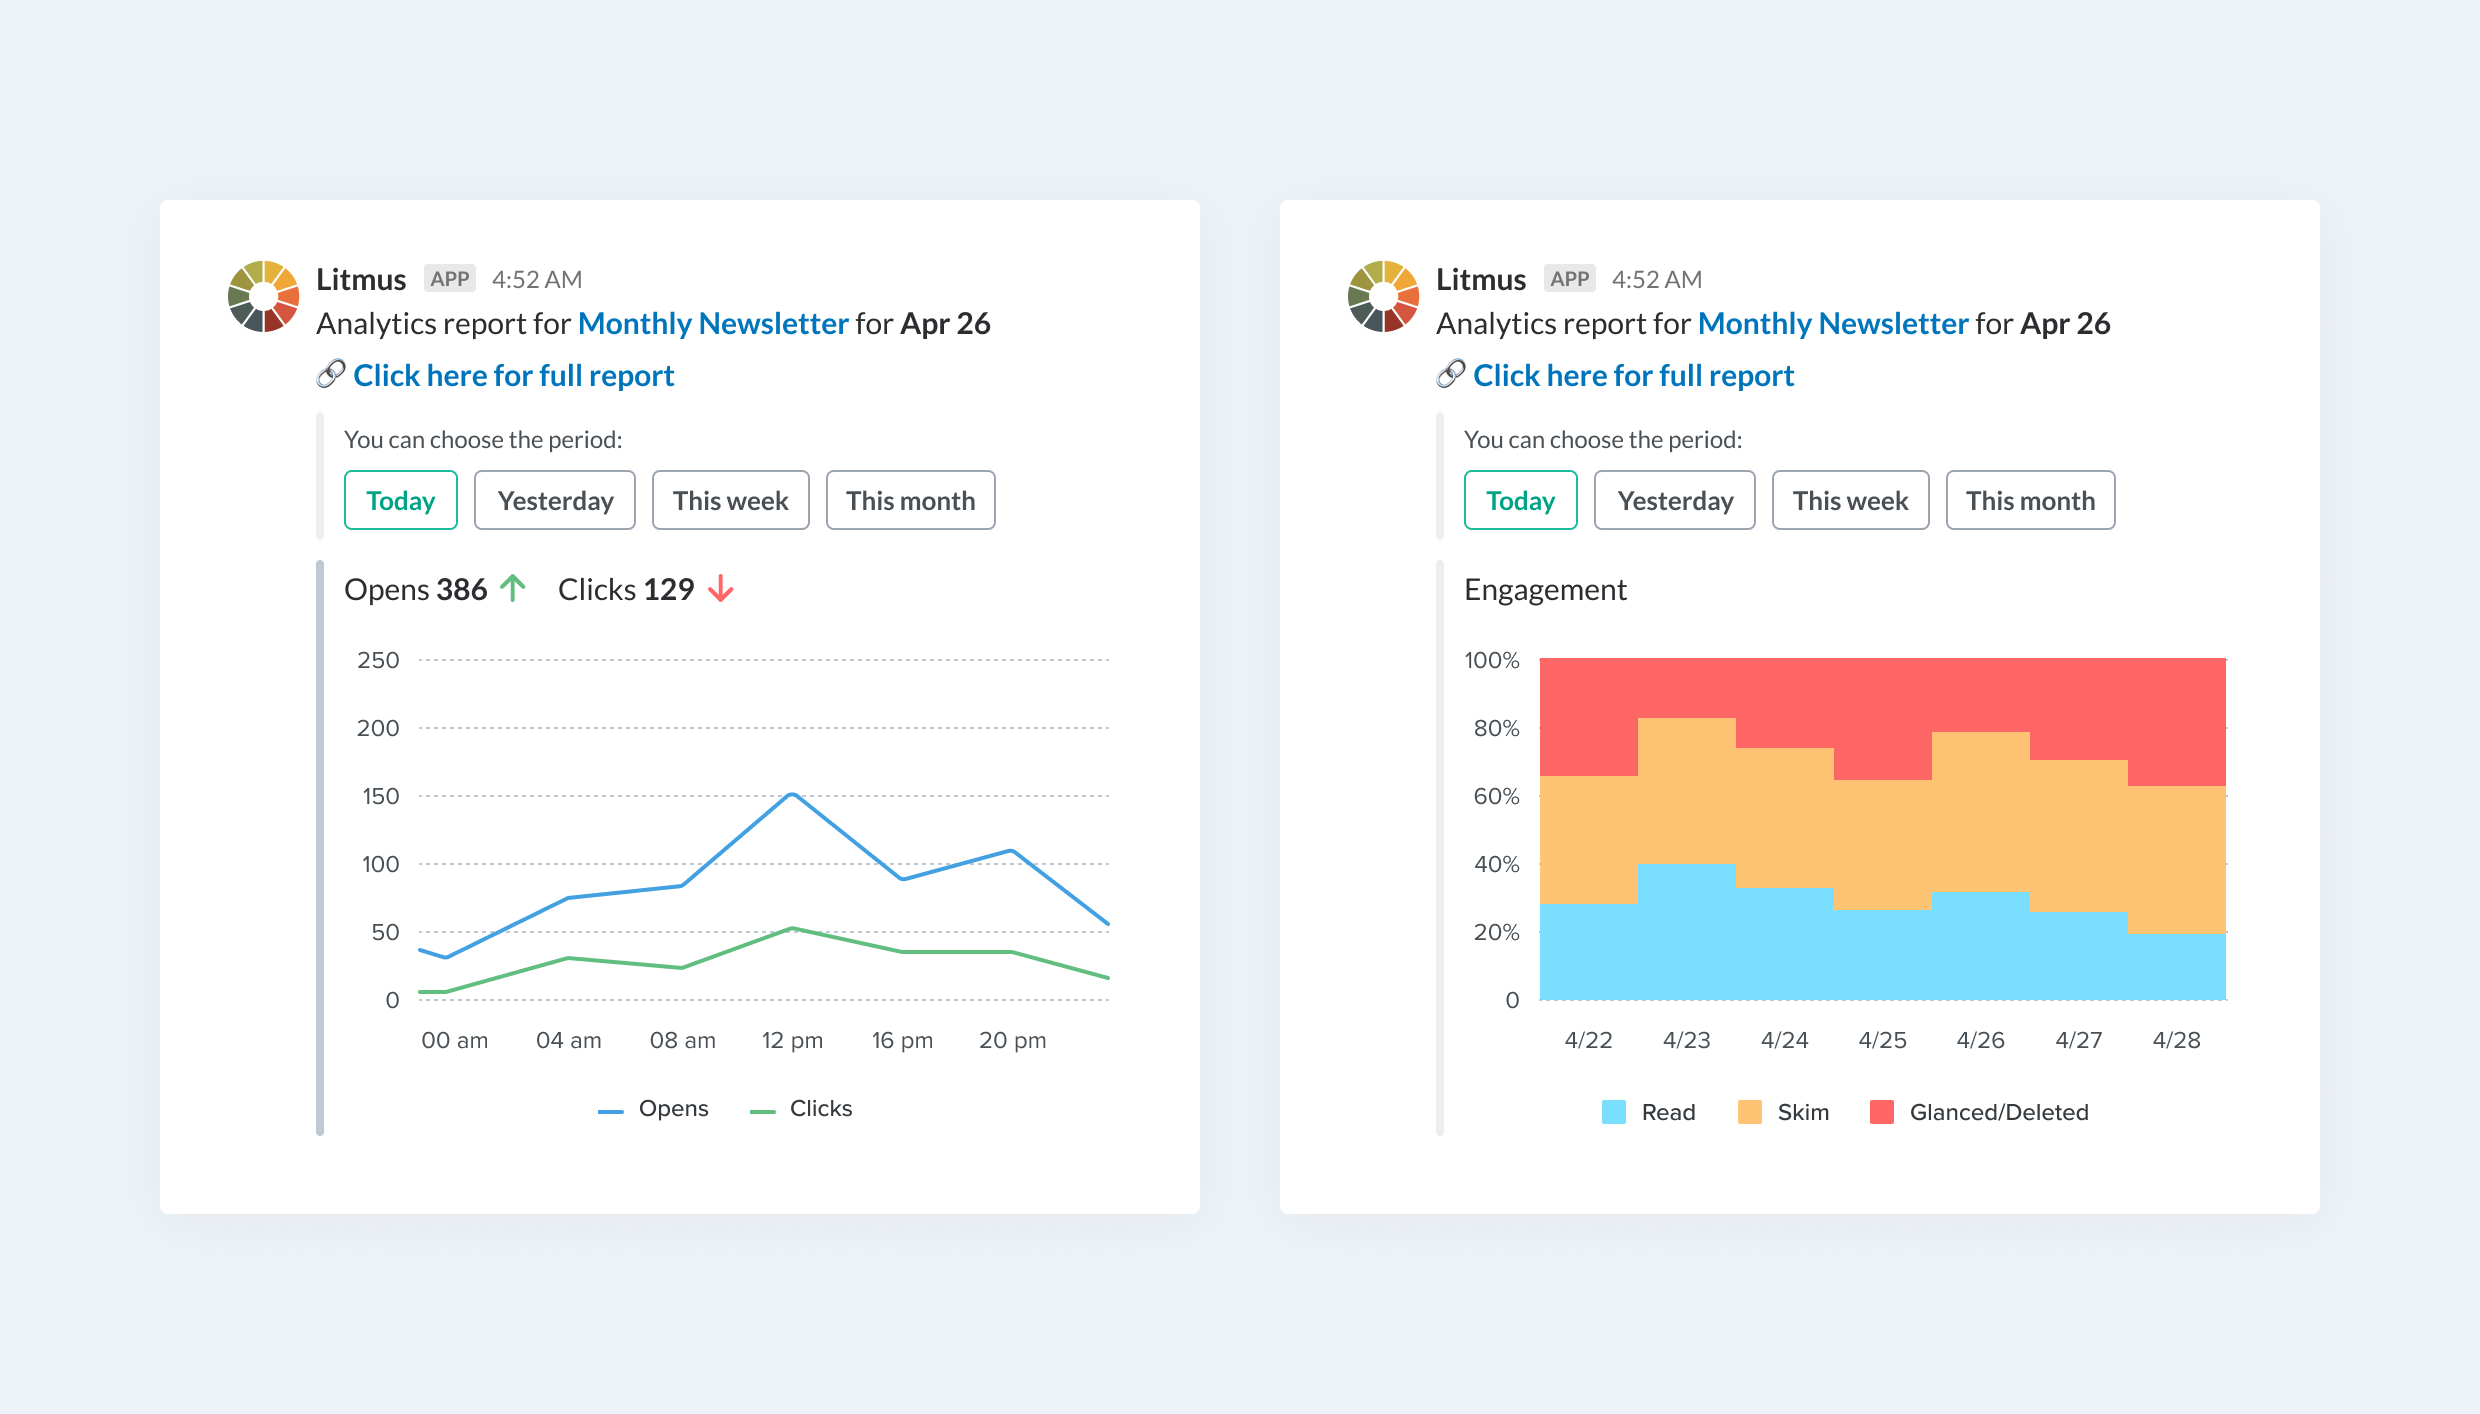 Litmus APP 4:52 AM
Analytics report for Monthly Newsletter for Apr 26
Click here for full report
You can choose the period:
Today Yesterday This week This month
Opens 386 Clicks 129
250
200
150
100
50
0
00 am 04 am 08 am 12 pm 16 pm 20 pm
Opens Clicks
Litmus APP 4:52 AM
Analytics report for Monthly Newsletter for Apr 26
Click here for full report
You can choose the period:
Today Yesterday This week This month
Engagement
100%
80%
60%
40%
20%
0
4/22 4/23 4/24 4/25 4/26 4/27 4/28
Read Skim Glanced/Deleted